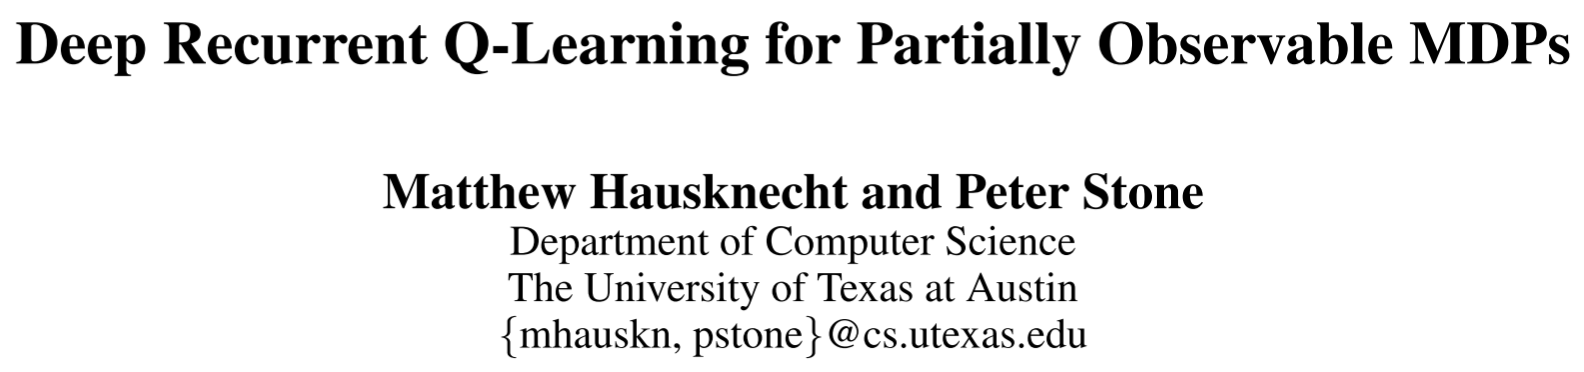 Deep Recurrent Q-Learning for Partially Observable MDPs
Matthew Hausknecht and Peter Stone
Department of Computer Science
The University of Texas at Austin
{mhauskn, pstone}@cs.utexas.edu